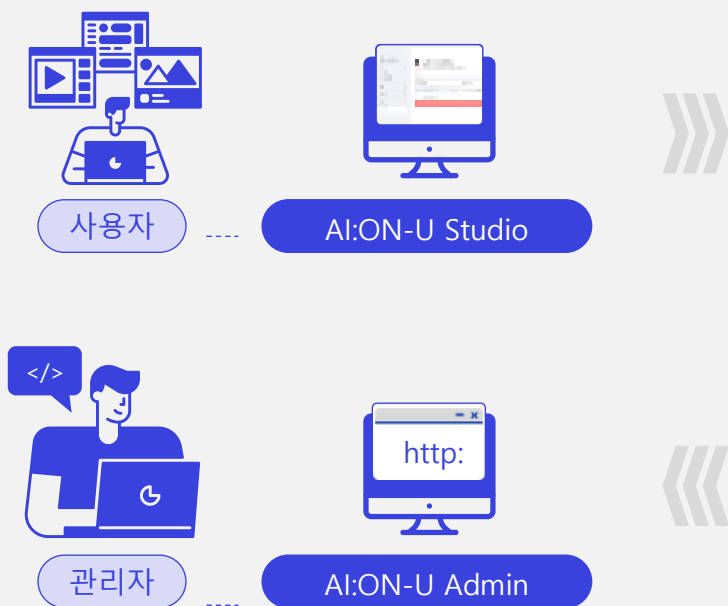 사용자
AI:ON-U Studio
</>
http:
관리자
AI:ON-U Admin